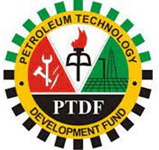 PETROLEUM TECHNOLOGY
PTDF
DEVELOPMENT FUND